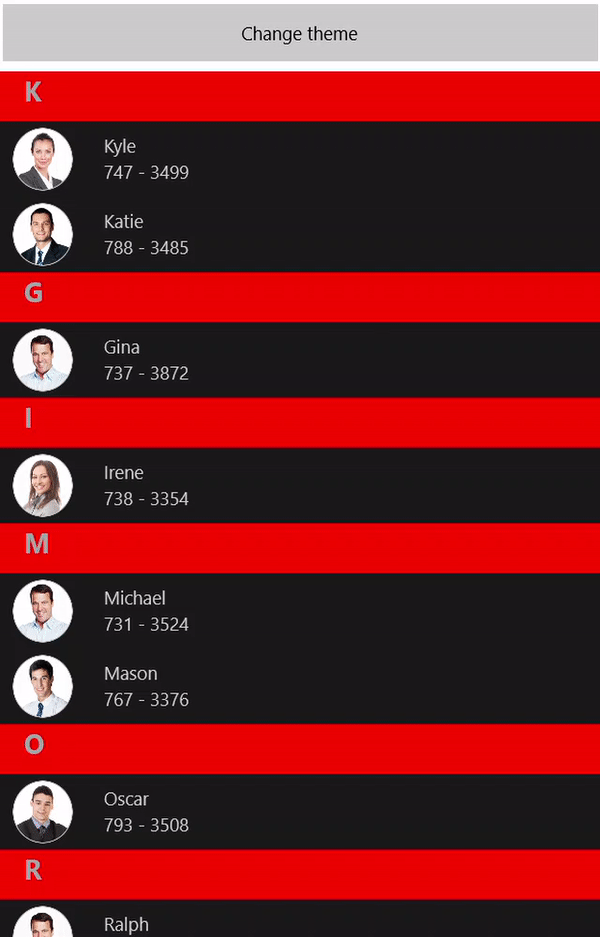 Change theme
K
Kyle
747 - 3499
Katie
788 - 3485
G
Gina
737 - 3872
I
Irene
738 - 3354
M
Michael
731 - 3524
Mason
767 - 3376
O
Oscar
793 - 3508
R
Ralph